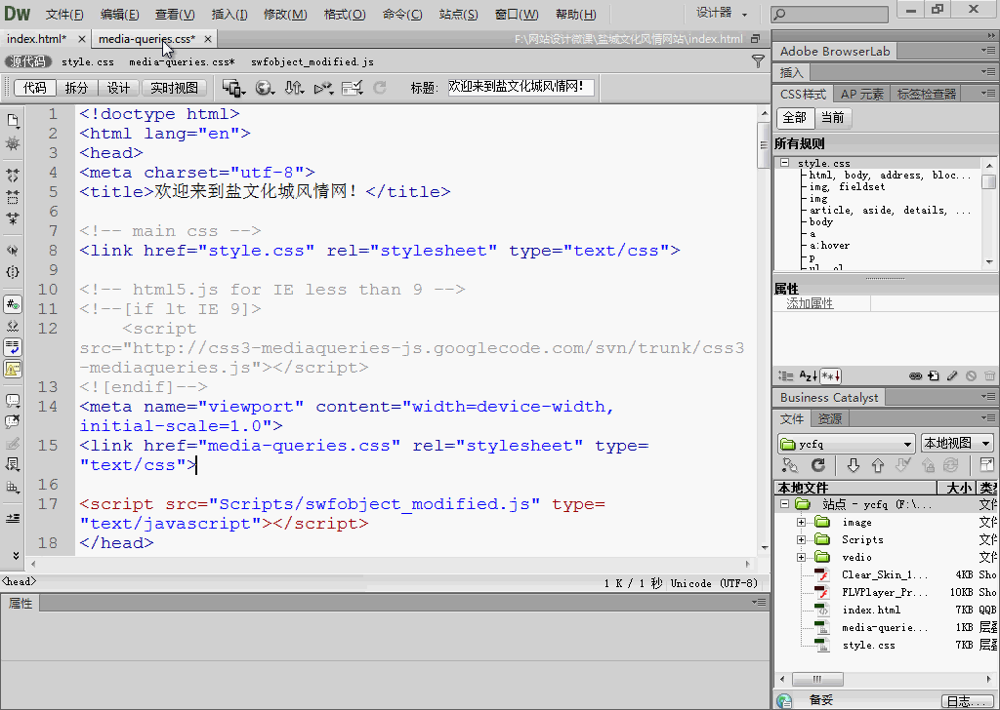 Dw 文件(F) 编辑(E) 查看(V) 插入(I) 修改(M) 格式(O) 命令(C) 站点(S) 窗口(W) 帮助(H) 设计器
index.html* × media-queries.css* × F:\网站设计微课\盐城文化风情网站\index.html
源代码 style.css media-queries.css* swfobject_modified.js
代码 拆分 设计 实时视图 标题: 欢迎来到盐文化城风情网!
1 <!doctype html>
2 <html lang="en">
3 <head>
4 <meta charset="utf-8">
5 <title>欢迎来到盐文化城风情网! </title>
6
7 <!-- main css -->
8 <link href="style.css" rel="stylesheet" type="text/css">
9
10 <!-- html5.js for IE less than 9 -->
11 <!--[if lt IE 9]>
12 <script
src="http://css3-mediaqueries-js.googlecode.com/svn/trunk/css3
-mediaqueries.js"></script>
13 <![endif]-->
14 <meta name="viewport" content="width=device-width,
initial-scale=1.0">
15 <link href="media-queries.css" rel="stylesheet" type=
"text/css">
16
17 <script src="Scripts/swfobject_modified.js" type=
"text/javascript"></script>
18 </head>
<head> 1 K / 1 秒 Unicode (UTF-8)
属性
Adobe BrowserLab
插入
CSS样式 AP 元素 标签检查器
全部 当前
所有规则
style.css
html, body, address, bloc...
img, fieldset
img
article, aside, details, ...
body
a
a:hover
p
ul, ol
属性
添加属性
Business Catalyst
文件 资源
ycfq 本地视图
本地文件 大小 类
站点 - ycfq (F:\... 文件
image 文件
Scripts 文件
vedio 文件
Clear_Skin_1... 4KB Sho
FLVPlayer_Pr... 10KB Sho
index.html 7KB QQB
media-querie... 1KB 层叠
style.css 7KB 层叠
备妥 日志...